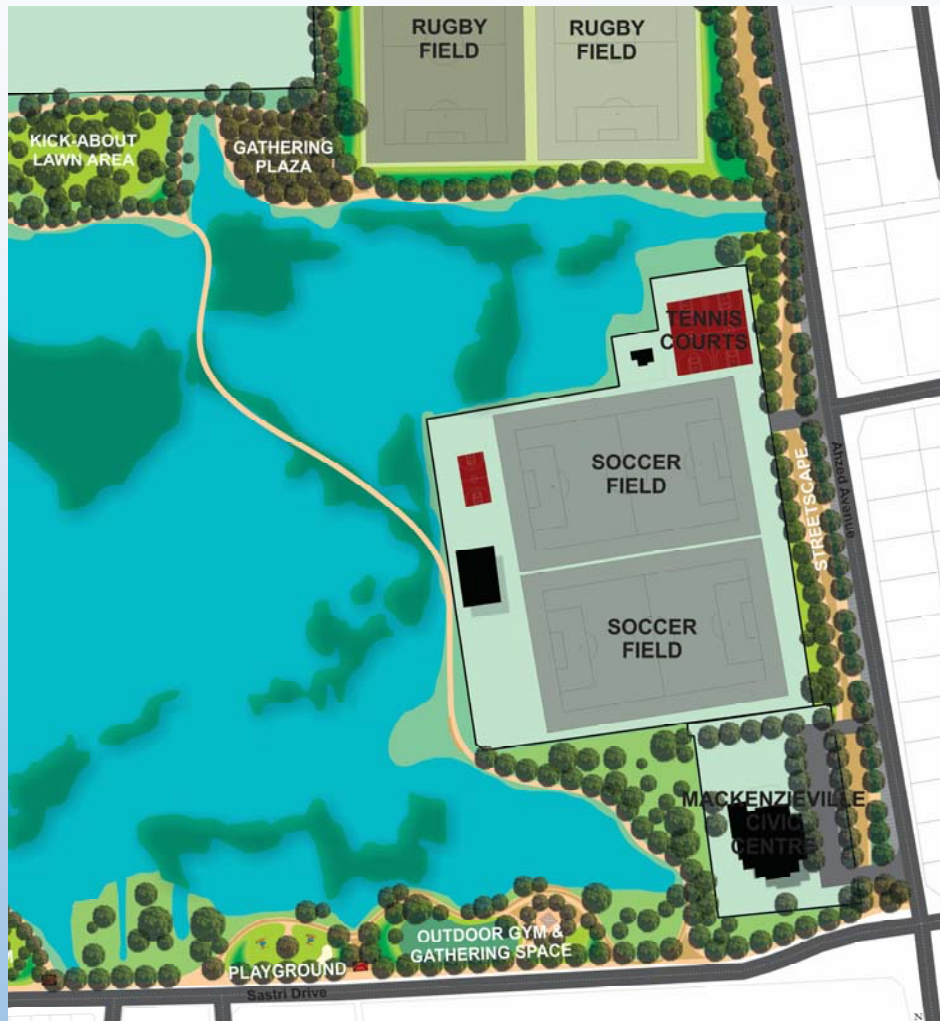 RUGBY
FIELD
RUGBY
FIELD
KICK-ABOUT
LAWN AREA
GATHERING
PLAZA
TENNIS
COURTS
SOCCER
FIELD
STREETSCAPE
Ahzed Avenue
SOCCER
FIELD
MACKENZIEVILLE
CIVIC
CENTRE
OUTDOOR GYM &
GATHERING SPACE
PLAYGROUND
Sastri Drive
N